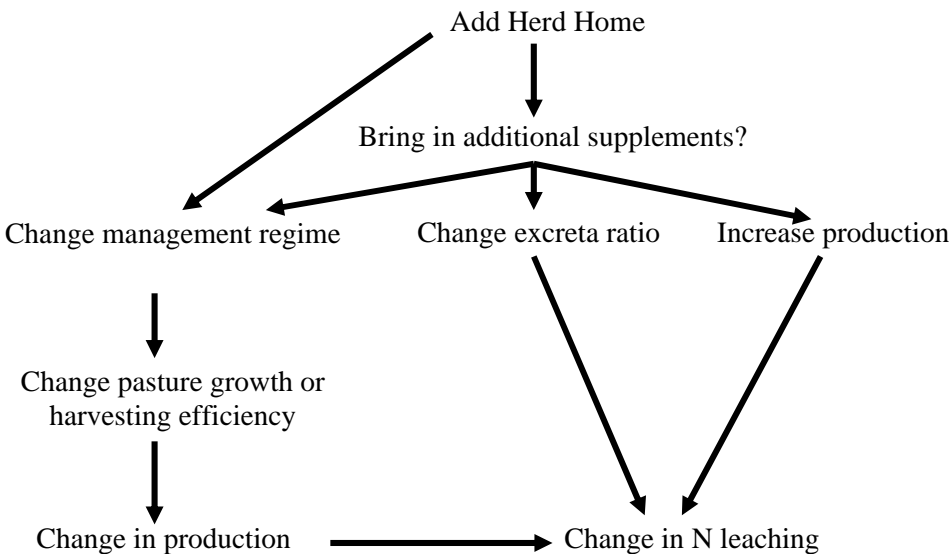 Add Herd Home
Bring in additional supplements?
Change management regime
Change excreta ratio
Increase production
Change pasture growth or
harvesting efficiency
Change in production
Change in N leaching